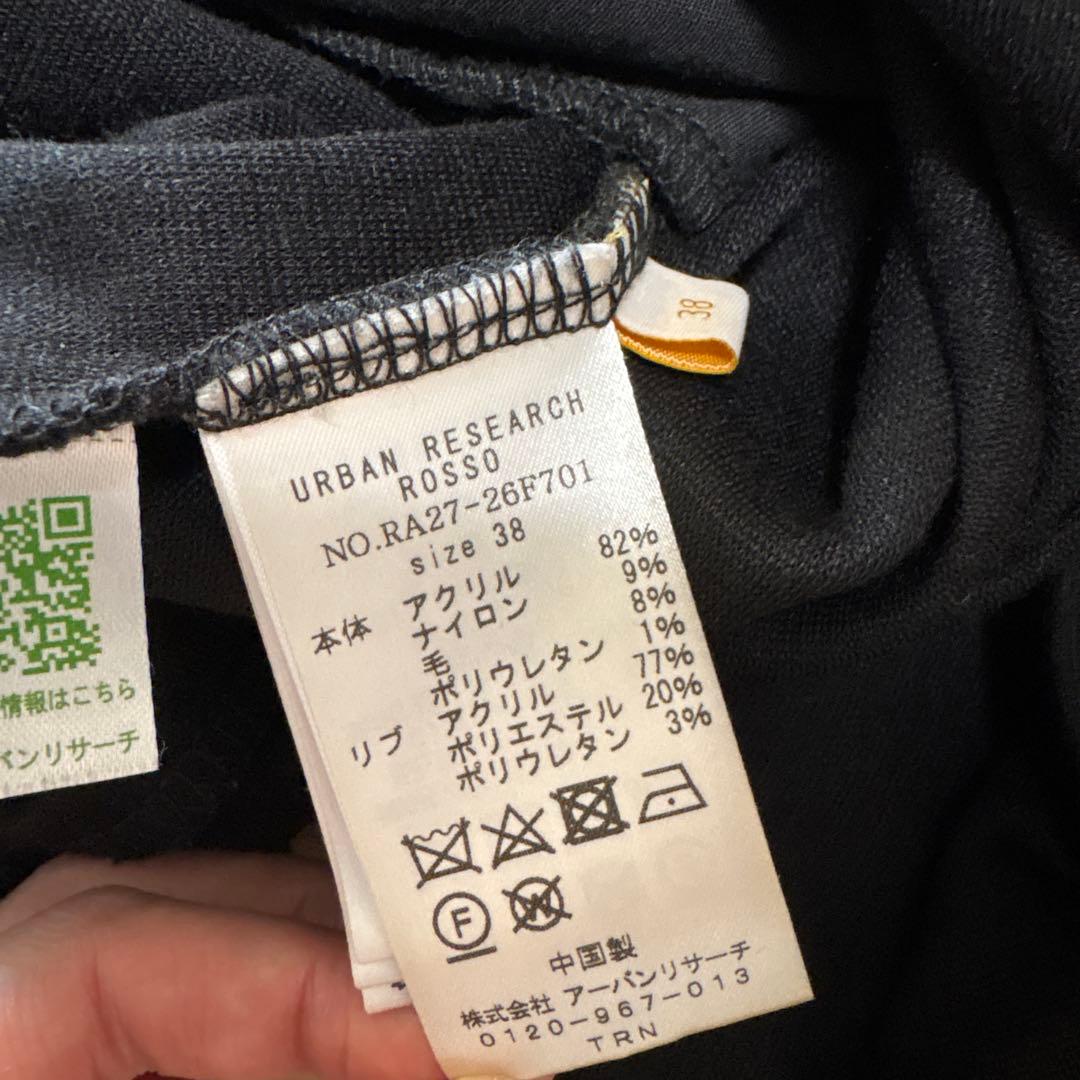 38
URBAN RESEARCH
ROSSO
NO.RA27-26F701
size 38
本体 アクリル 82%
ナイロン 9%
毛 8%
ポリウレタン 1%
リブ アクリル 77%
ポリエステル 20%
ポリウレタン 3%
F
W
中国製
株式会社 アーバンリサーチ
0120-967-013
TRN
情報はこちら
バンリサーチ